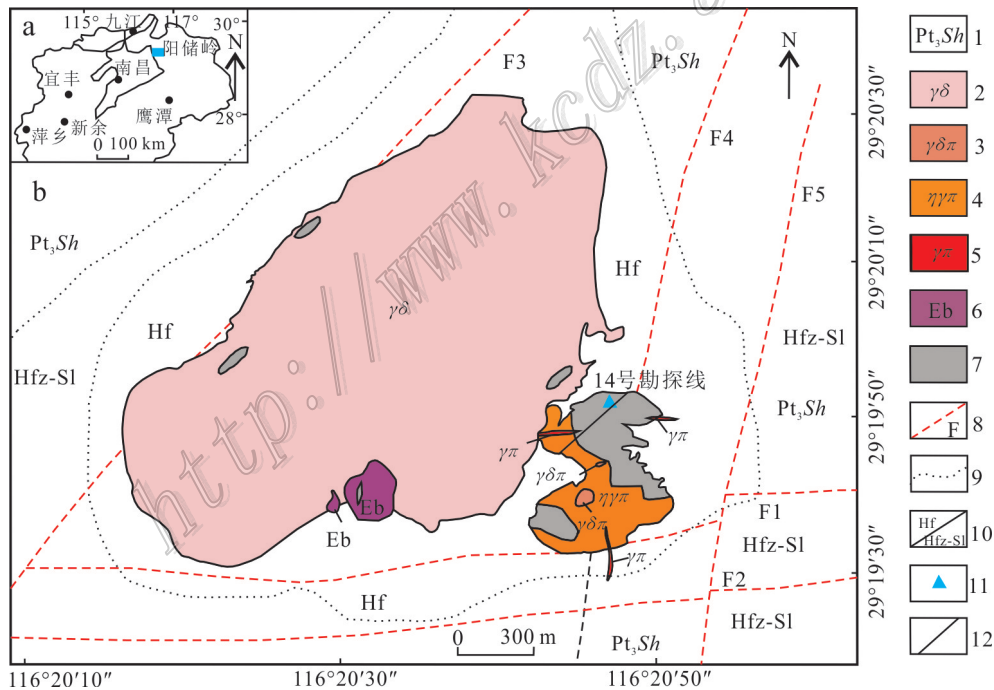 a
115°
九江
117°
30°
阳储岭
N
宜丰
南昌
鹰潭
28°
萍乡
新余
0 100 km
b
F3
Pt₃Sh
N
F4
F5
Pt₃Sh
Hf
Hf
γδ
Hfz-Sl
Hfz-Sl
14号勘探线
Pt₃Sh
γπ
γπ
γδπ
ηγπ
Eb
γδπ
F1
Eb
Hfz-Sl
γπ
F2
Hf
Hfz-Sl
0 300 m
Pt₃Sh
116°20′10″
116°20′30″
116°20′50″
29°20′30″
29°20′10″
29°19′50″
29°19′30″
Pt₃Sh 1
γδ 2
γδπ 3
ηγπ 4
γπ 5
Eb 6
7
F 8
9
Hf Hfz-Sl 10
11
12
http://www.kcdz.